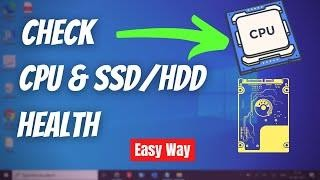 CHECK
CPU
CPU & SSD/HDD
HEALTH
Easy Way